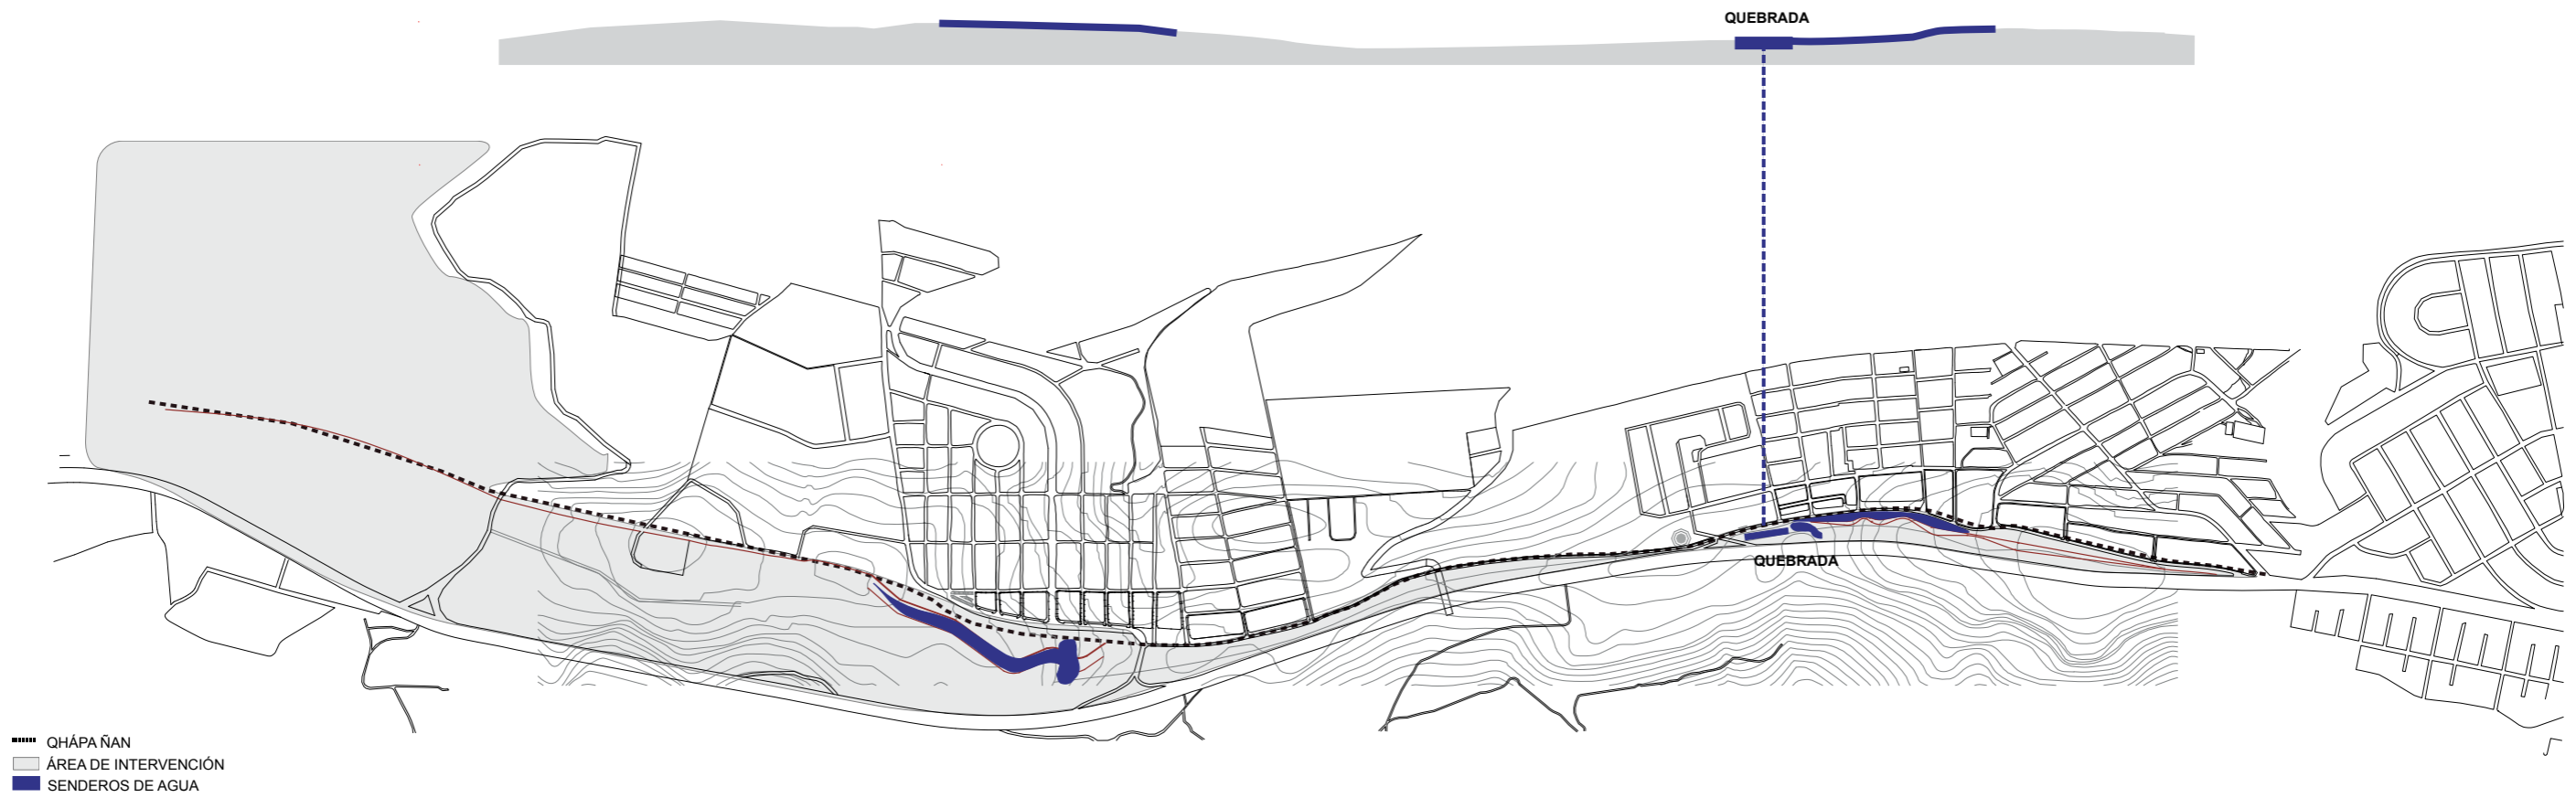 QUEBRADA
QUEBRADA
QHÁPA ÑAN
ÁREA DE INTERVENCIÓN
SENDEROS DE AGUA